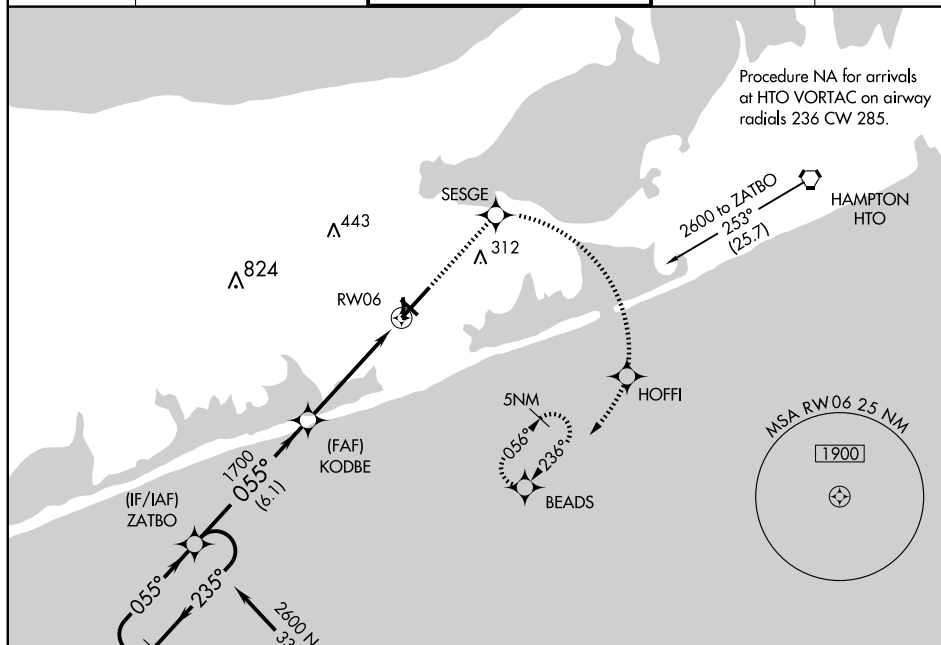 Procedure NA for arrivals
at HTO VORTAC on airway
radials 236 CW 285.
2600 to ZATBO
253°
(25.7)
HAMPTON
HTO
SESGE
443
312
824
RW06
HOFFI
5NM
056°
236°
BEADS
MSA RW06 25 NM
1900
(FAF)
KODBE
1700
055°
(6.1)
(IF/IAF)
ZATBO
055°
235°
2600 N